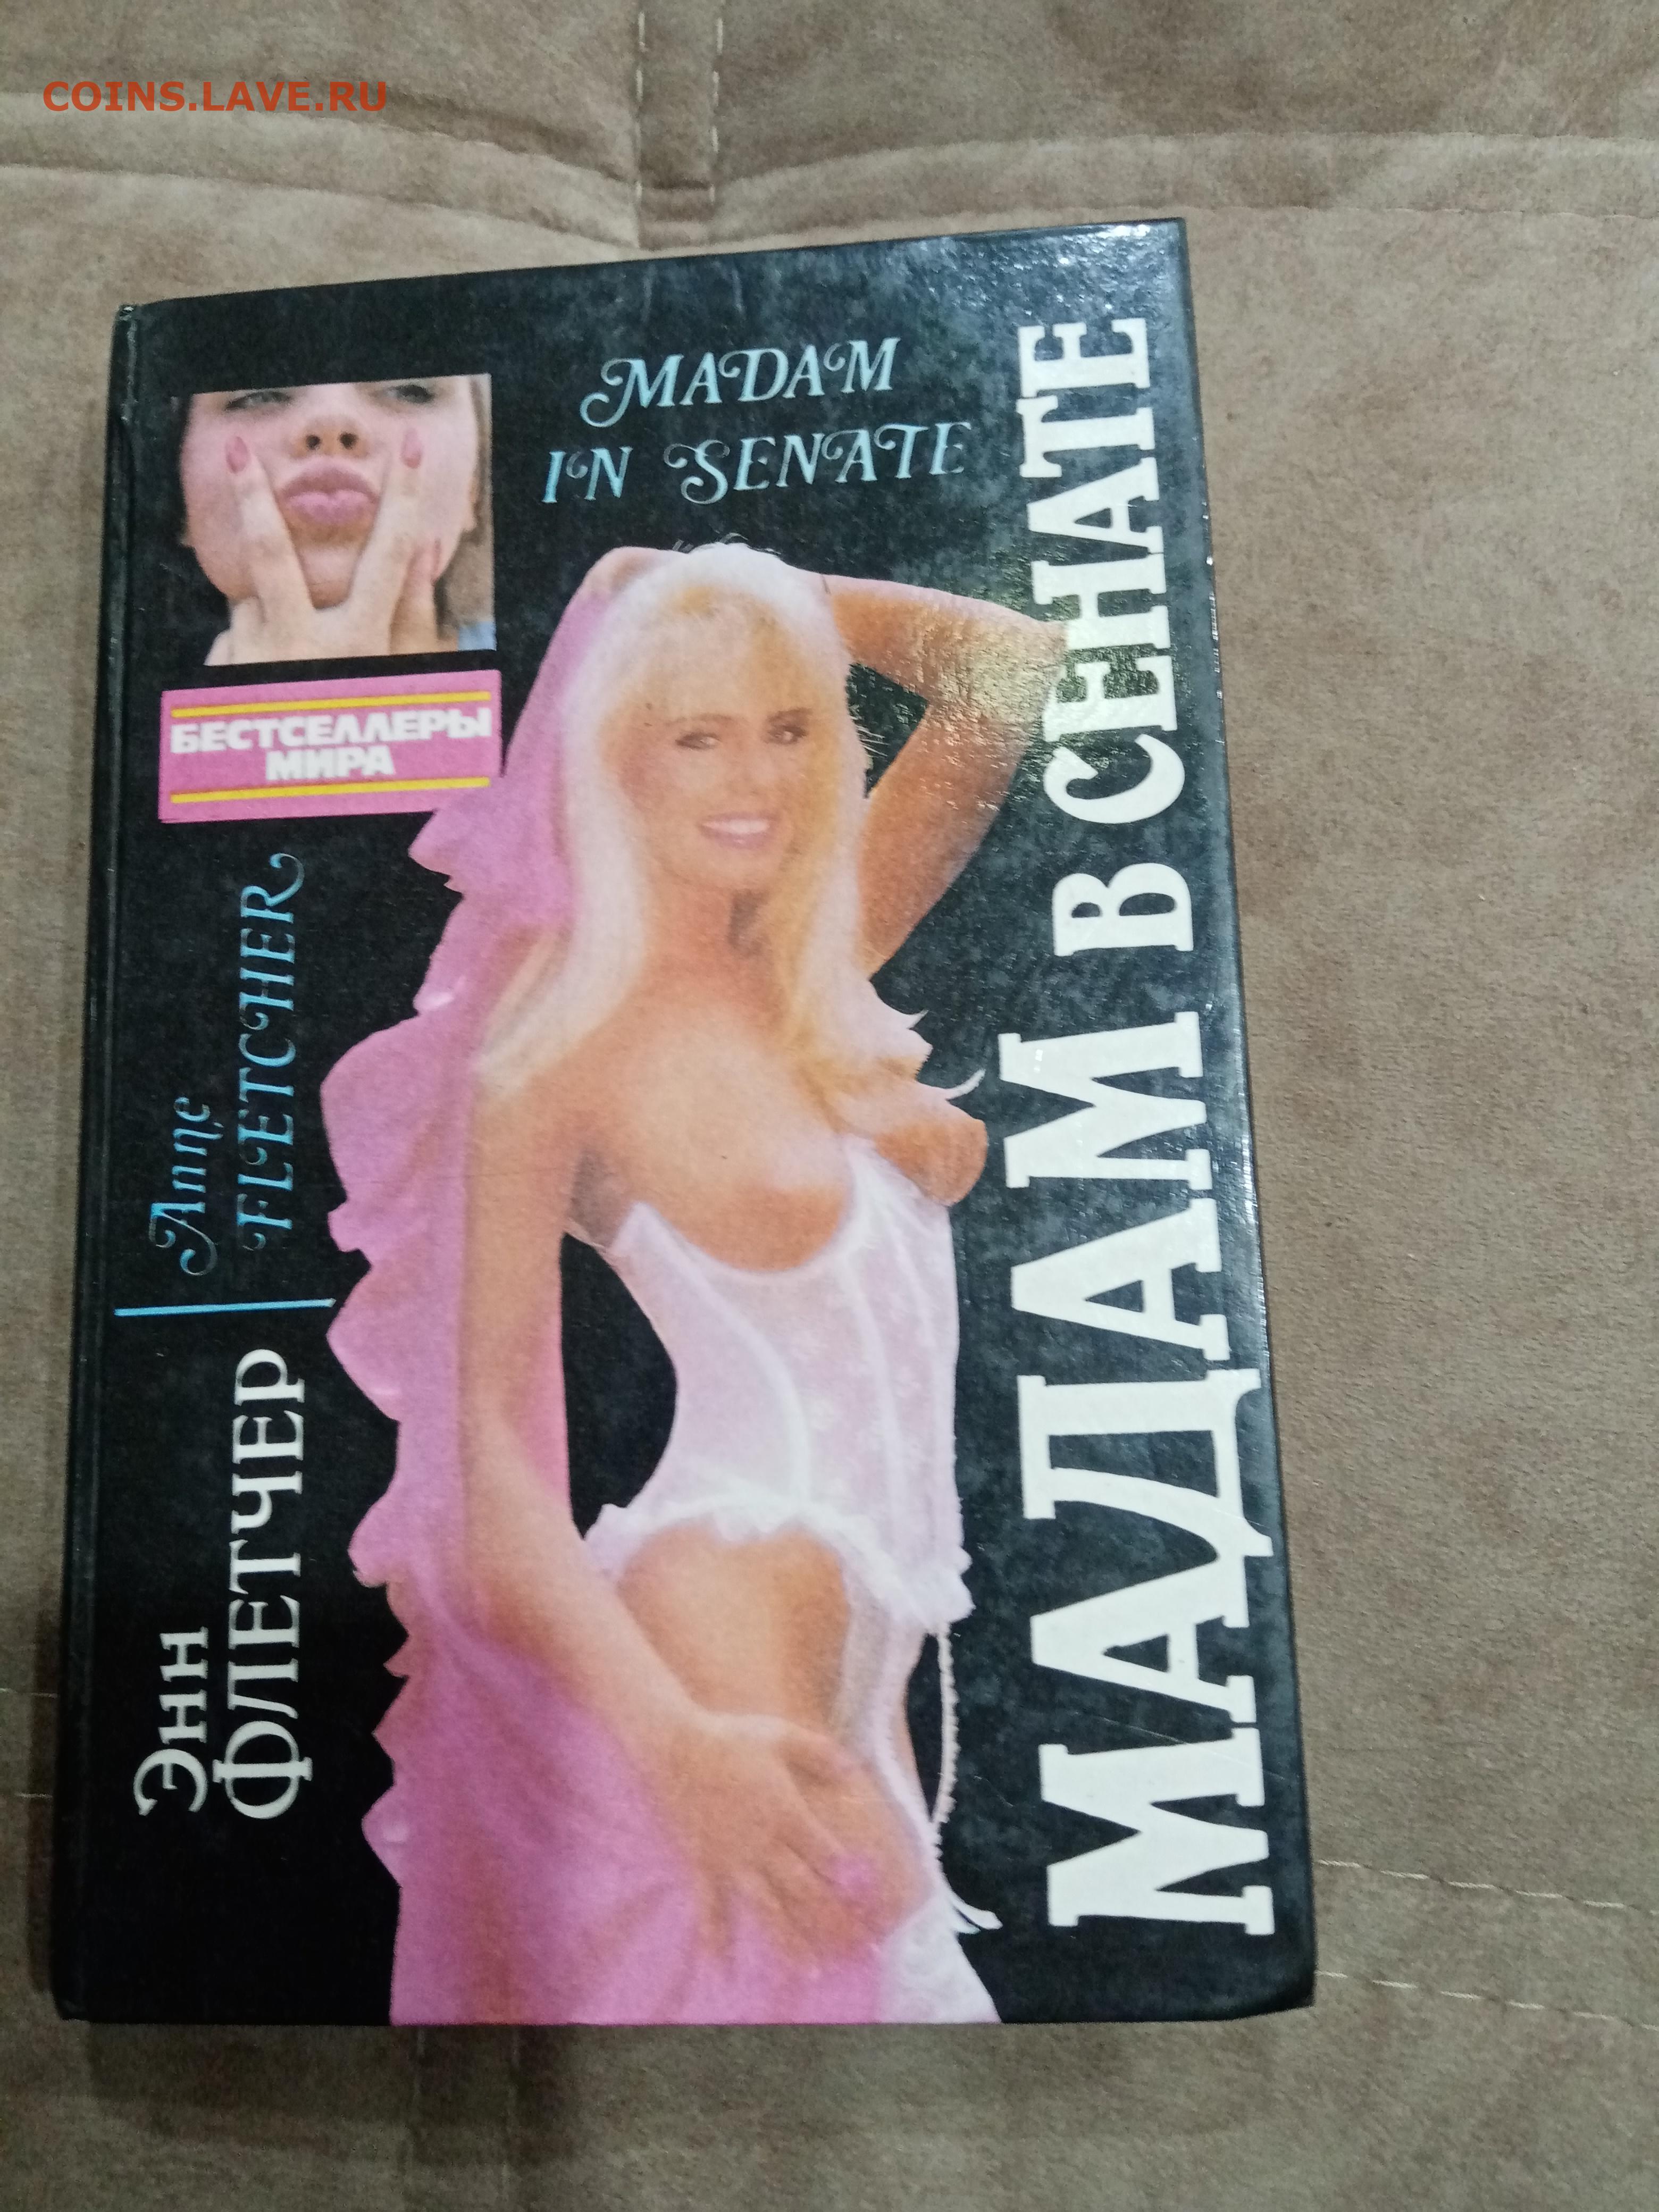 COINS.LAVE.RU
MADAM
IN SENATE
БЕСТСЕЛЛЕРЫ
МИРА
Anne
FLETCHER
Энн
ФЛЕТЧЕР
МАДАМ В СЕНАТЕ